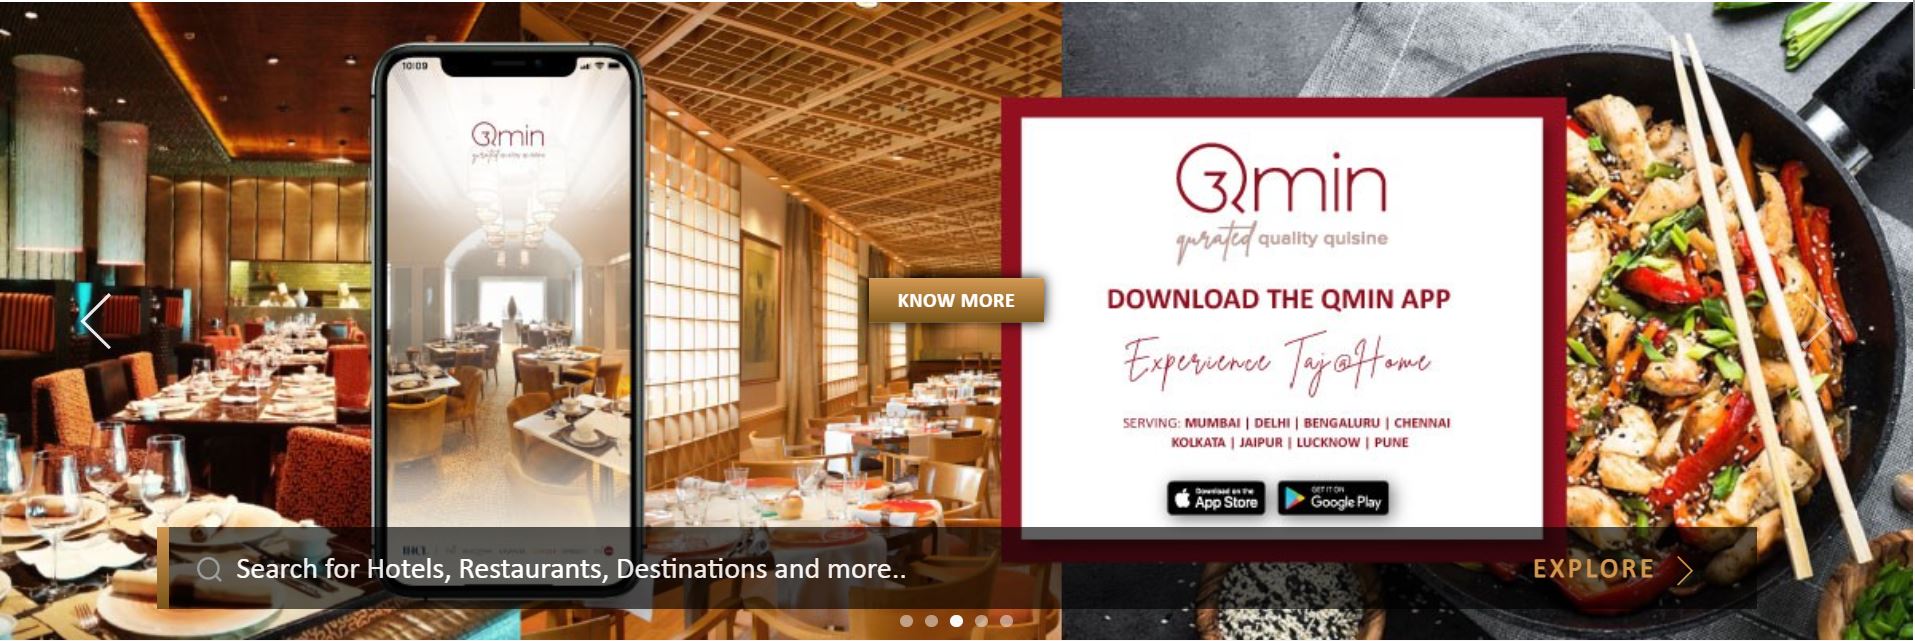 10:09
Qmin
qurated quality quisine
KNOW MORE
Qmin
qurated quality quisine
DOWNLOAD THE QMIN APP
Experience Taj@Home
SERVING: MUMBAI | DELHI | BENGALURU | CHENNAI
KOLKATA | JAIPUR | LUCKNOW | PUNE
Download on the
App Store
GET IT ON
Google Play
IHCL
Search for Hotels, Restaurants, Destinations and more..
EXPLORE